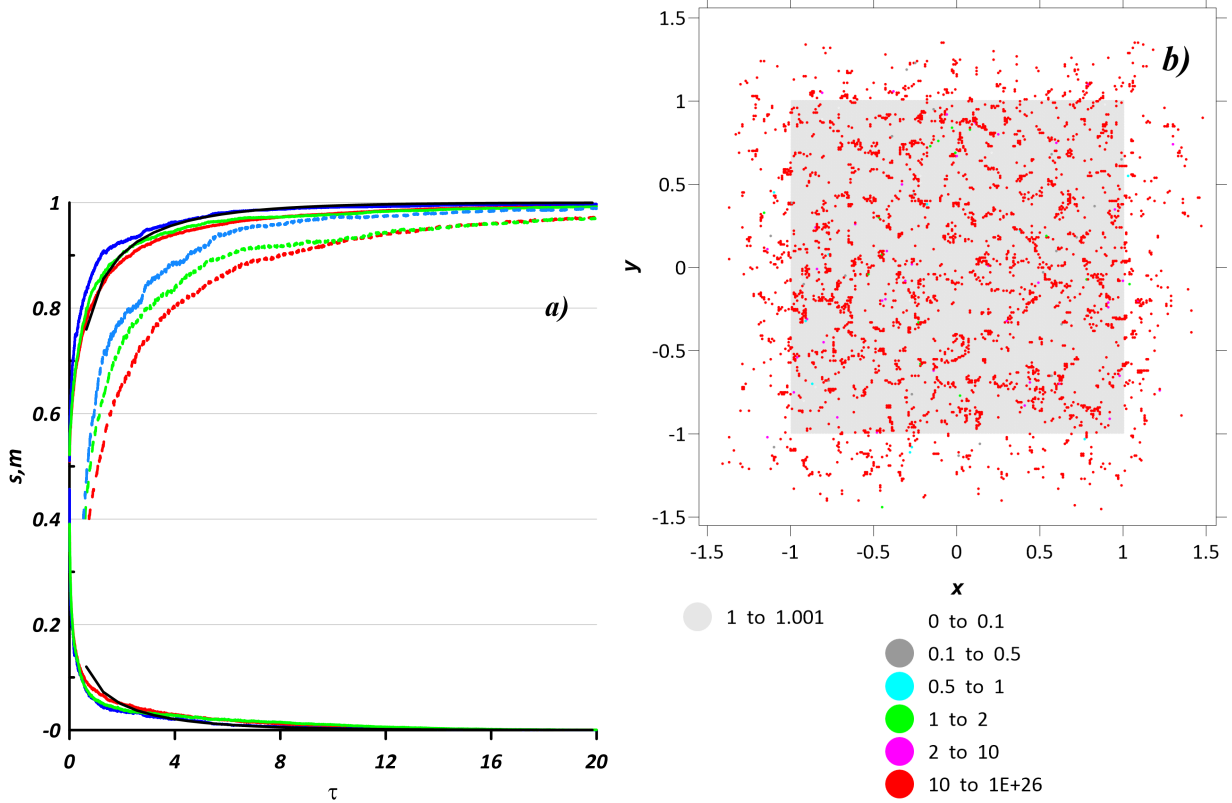 1
0.8
0.6
0.4
0.2
-0
s,m
0 4 8 12 16 20
τ
a)
1.5
1
0.5
0
-0.5
-1
-1.5
y
-1.5 -1 -0.5 0 0.5 1 1.5
x
b)
1 to 1.001
0 to 0.1
0.1 to 0.5
0.5 to 1
1 to 2
2 to 10
10 to 1E+26